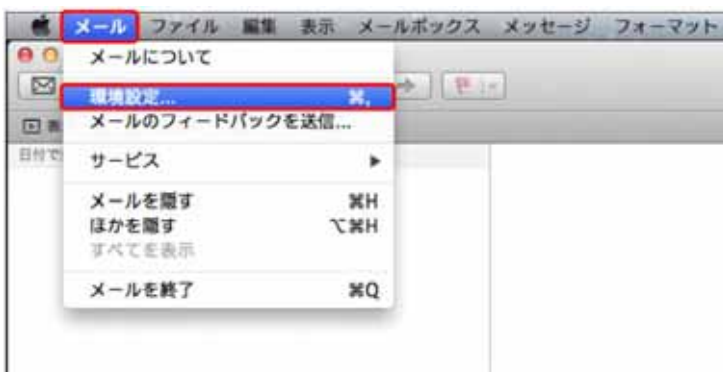 メール ファイル 編集 表示 メールボックス メッセージ フォーマット
メールについて
環境設定... ⌘,
メールのフィードバックを送信...
日付で
サービス ▶
メールを隠す ⌘H
ほかを隠す ⌥⌘H
すべてを表示
メールを終了 ⌘Q